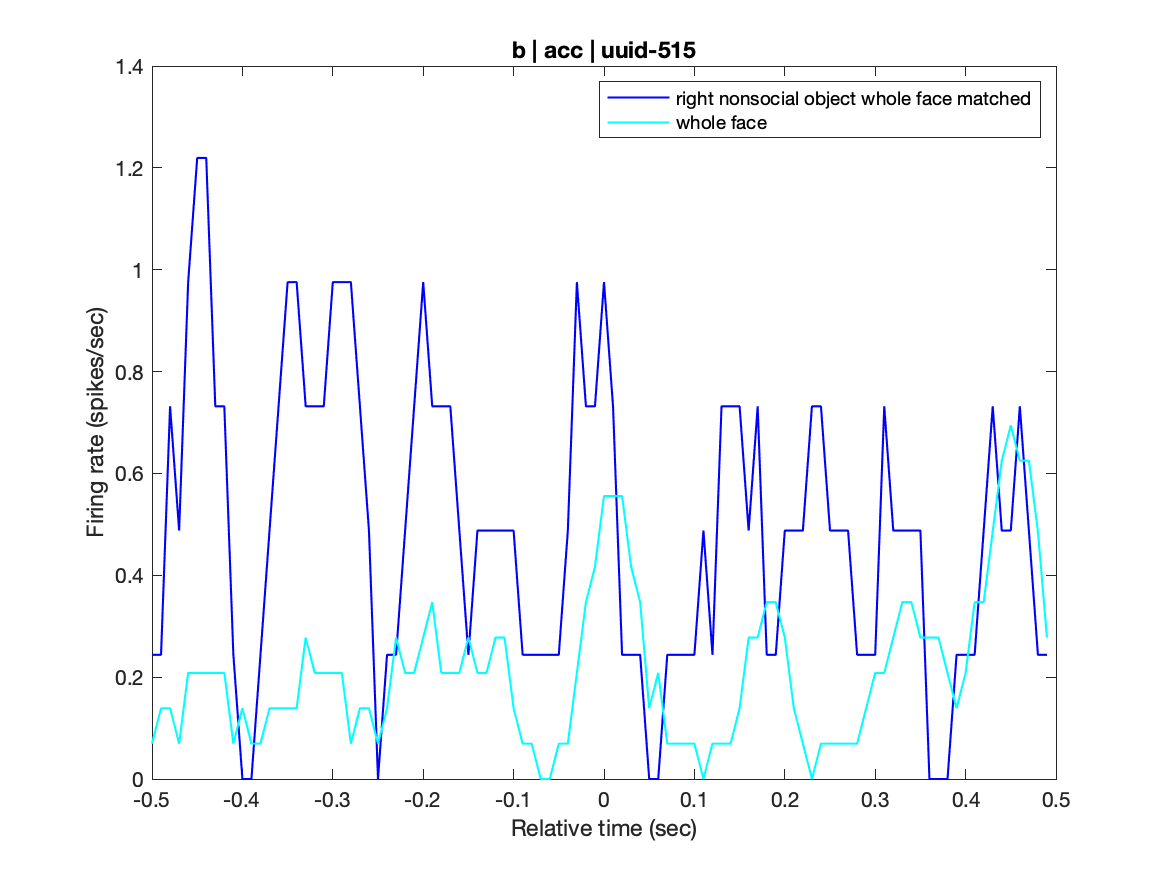 b | acc | uuid-515
right nonsocial object whole face matched
whole face
Firing rate (spikes/sec)
1.4
1.2
1
0.8
0.6
0.4
0.2
0
-0.5 -0.4 -0.3 -0.2 -0.1 0 0.1 0.2 0.3 0.4 0.5
Relative time (sec)